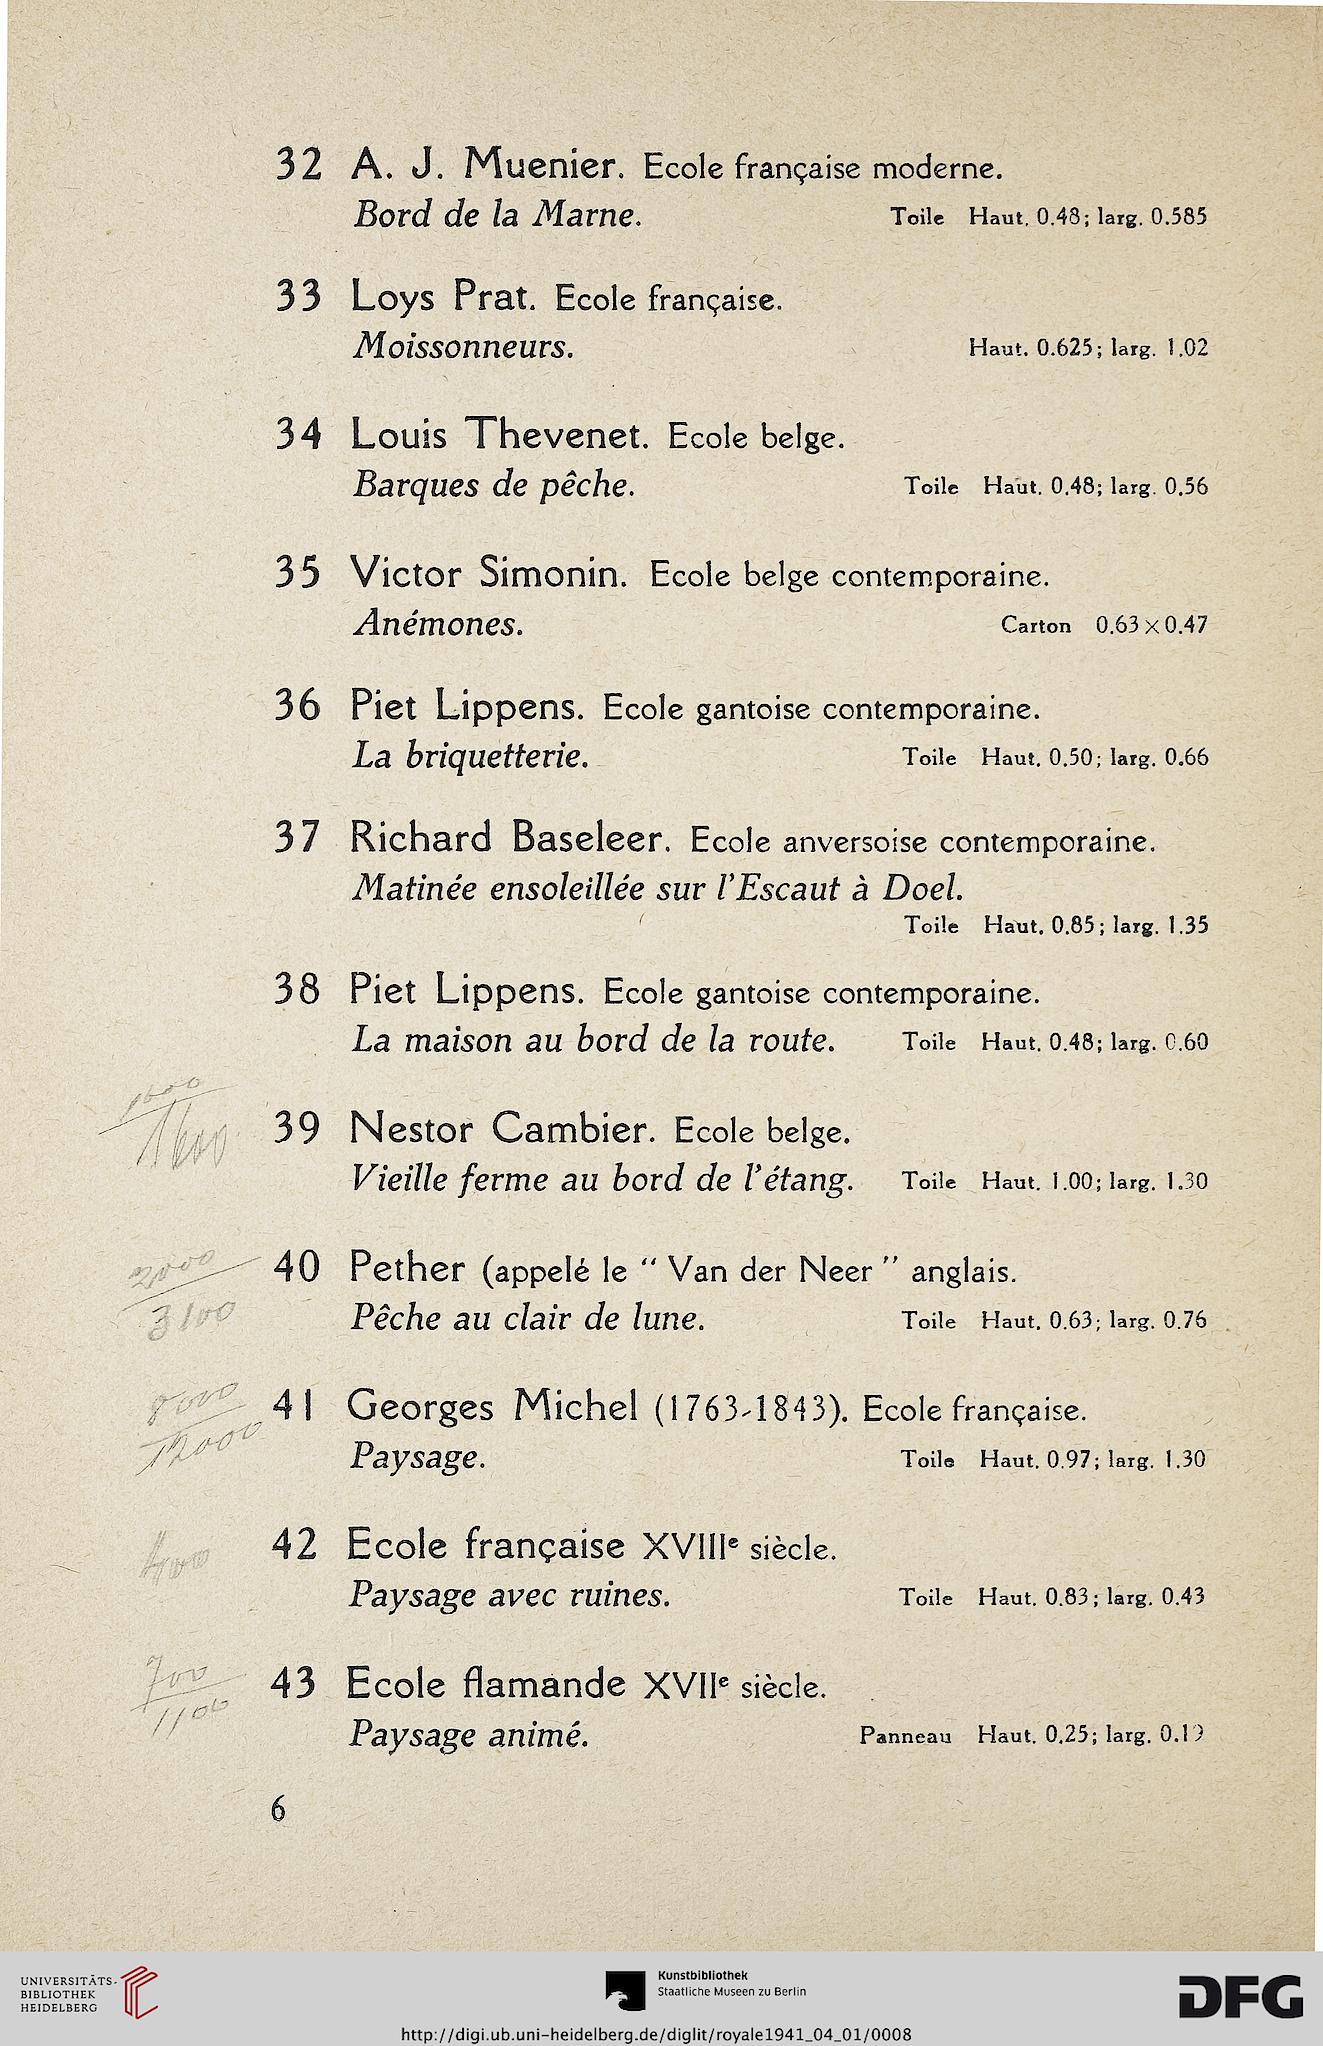 32 A. J. Muenier. Ecole française moderne.
Bord de la Marne. Toile Haut. 0.48; larg. 0.585
33 Loys Prat. Ecole française.
Moissonneurs. Haut. 0.625; larg. 1.02
34 Louis Thevenet. Ecole belge.
Barques de pêche. Toile Haut. 0.48; larg. 0.56
35 Victor Simonin. Ecole belge contemporaine.
Anémones. Carton 0.63 × 0.47
36 Piet Lippens. Ecole gantoise contemporaine.
La briquetterie. Toile Haut. 0.50; larg. 0.66
37 Richard Baseleer. Ecole anversoise contemporaine.
Matinée ensoleillée sur l'Escaut à Doel.
Toile Haut. 0.85; larg. 1.35
38 Piet Lippens. Ecole gantoise contemporaine.
La maison au bord de la route. Toile Haut. 0.48; larg. 0.60
1600
1600
39 Nestor Cambier. Ecole belge.
Vieille ferme au bord de l'étang. Toile Haut. 1.00; larg. 1.30
40 Pether (appelé le “ Van der Neer ” anglais.
3100
Pêche au clair de lune. Toile Haut. 0.63; larg. 0.76
8000
41 Georges Michel (1763-1843). Ecole française.
12000
Paysage. Toile Haut. 0.97; larg. 1.30
400
42 Ecole française XVIIIe siècle.
Paysage avec ruines. Toile Haut. 0.83; larg. 0.43
700
43 Ecole flamande XVIIe siècle.
1100
Paysage animé. Panneau Haut. 0.25; larg. 0.19
6
UNIVERSITÄTS-
BIBLIOTHEK
HEIDELBERG
Kunstbibliothek
Staatliche Museen zu Berlin
DFG
http://digi.ub.uni-heidelberg.de/diglit/royale1941_04_01/0008